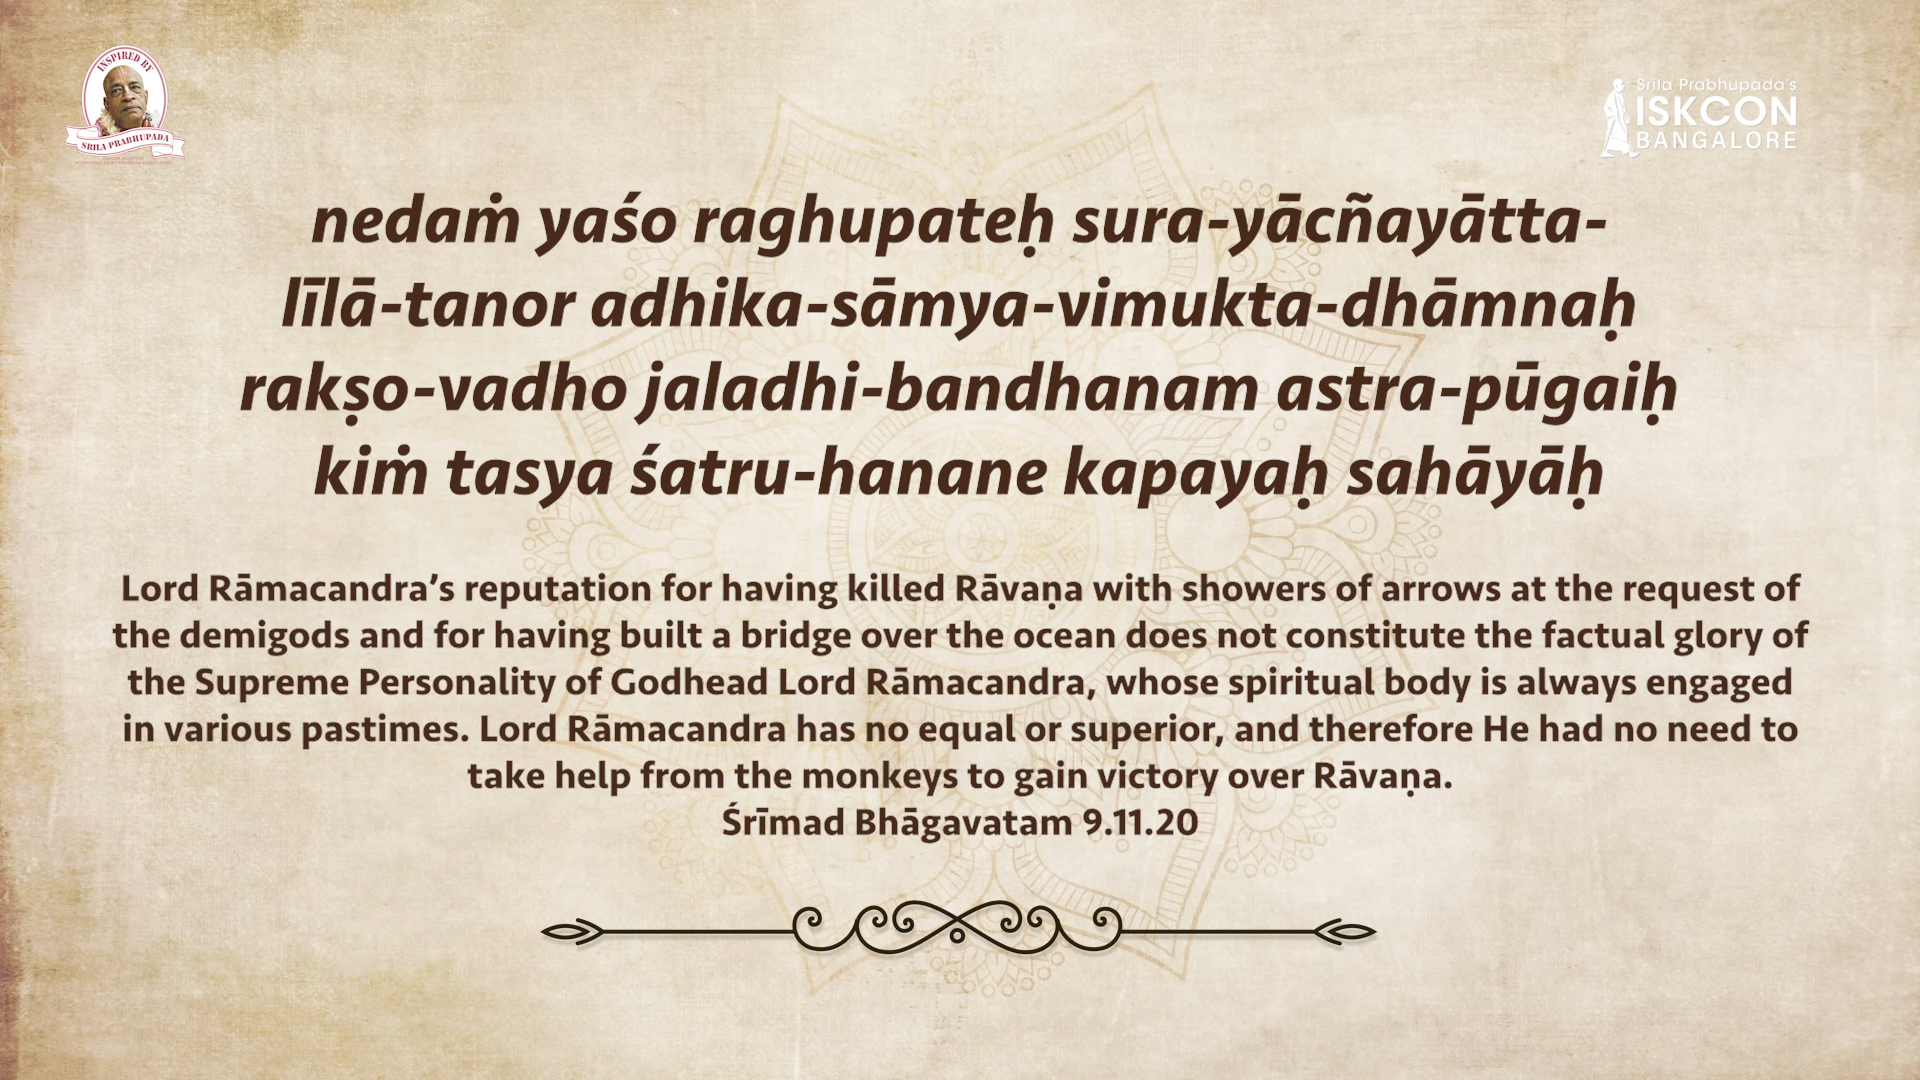 INSPIRED BY
SRILA PRABHUPADA
Srila Prabhupada's
ISKCON
BANGALORE
nedaṁ yaśo raghupateḥ sura-yācñayātta-
līlā-tanor adhika-sāmya-vimukta-dhāmnaḥ
rakṣo-vadho jaladhi-bandhanam astra-pūgaiḥ
kiṁ tasya śatru-hanane kapayaḥ sahāyāḥ
Lord Rāmacandra’s reputation for having killed Rāvaṇa with showers of arrows at the request of
the demigods and for having built a bridge over the ocean does not constitute the factual glory of
the Supreme Personality of Godhead Lord Rāmacandra, whose spiritual body is always engaged
in various pastimes. Lord Rāmacandra has no equal or superior, and therefore He had no need to
take help from the monkeys to gain victory over Rāvaṇa.
Śrīmad Bhāgavatam 9.11.20